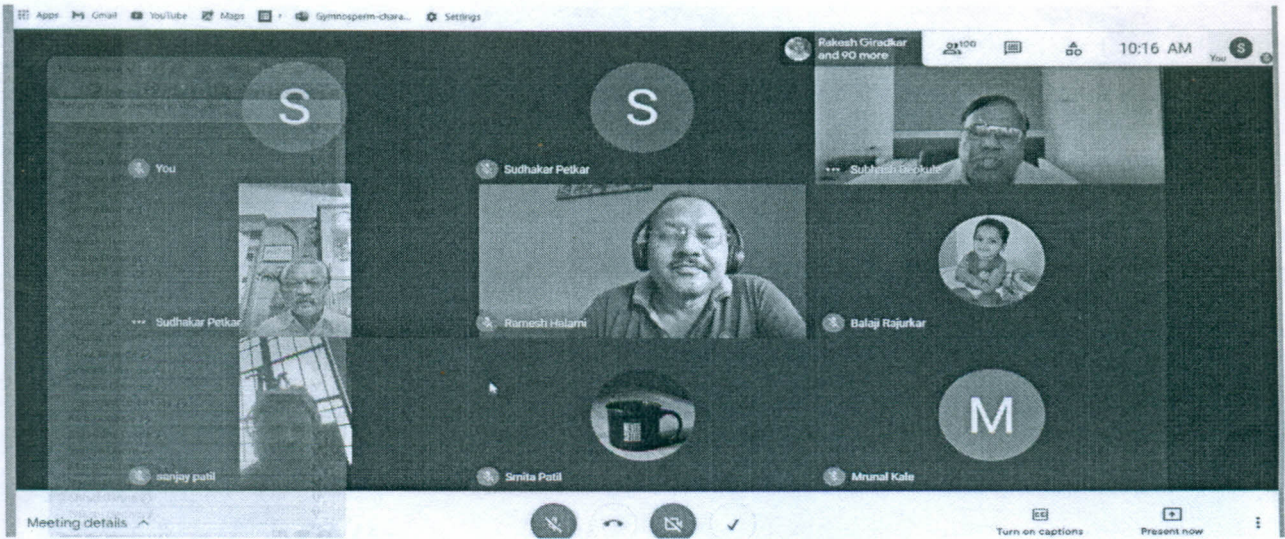 Apps Gmail YouTube Maps Gymnosperm-chara... Settings
Rakesh Giradkar
and 90 more
100
10:16 AM
You
S
S
S
You
Sudhakar Petkar
Subhash
Sudhakar Petkar
Ramesh Halami
Balaji Rajurkar
M
sanjay patil
Smita Patil
Mrunal Kale
Meeting details
CC
Turn on captions
Present now